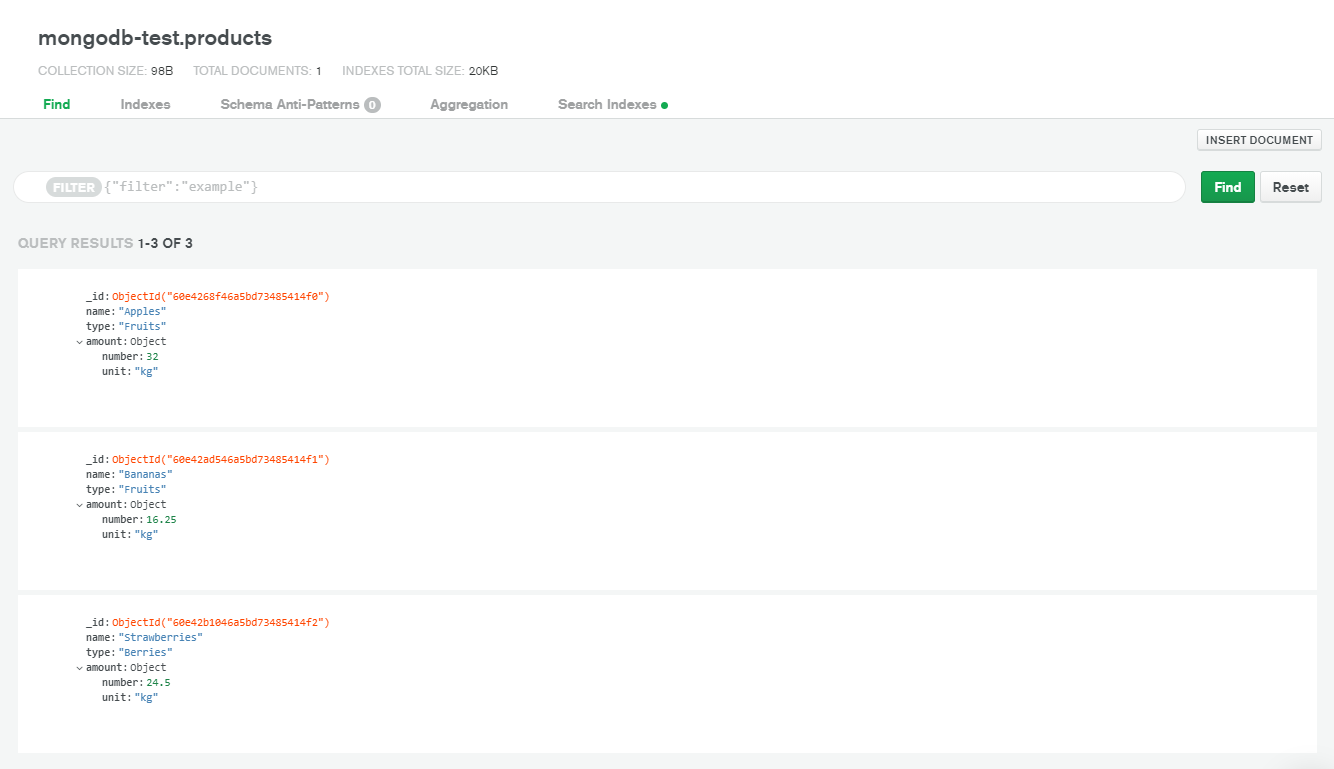 mongodb-test.products
COLLECTION SIZE: 98B TOTAL DOCUMENTS: 1 INDEXES TOTAL SIZE: 20KB
Find Indexes Schema Anti-Patterns 0 Aggregation Search Indexes
INSERT DOCUMENT
FILTER {"filter":"example"} Find Reset
QUERY RESULTS 1-3 OF 3
_id: ObjectId("60e4268f46a5bd73485414f0")
name: "Apples"
type: "Fruits"
amount: Object
number: 32
unit: "kg"
_id: ObjectId("60e42ad546a5bd73485414f1")
name: "Bananas"
type: "Fruits"
amount: Object
number: 16.25
unit: "kg"
_id: ObjectId("60e42b1046a5bd73485414f2")
name: "Strawberries"
type: "Berries"
amount: Object
number: 24.5
unit: "kg"